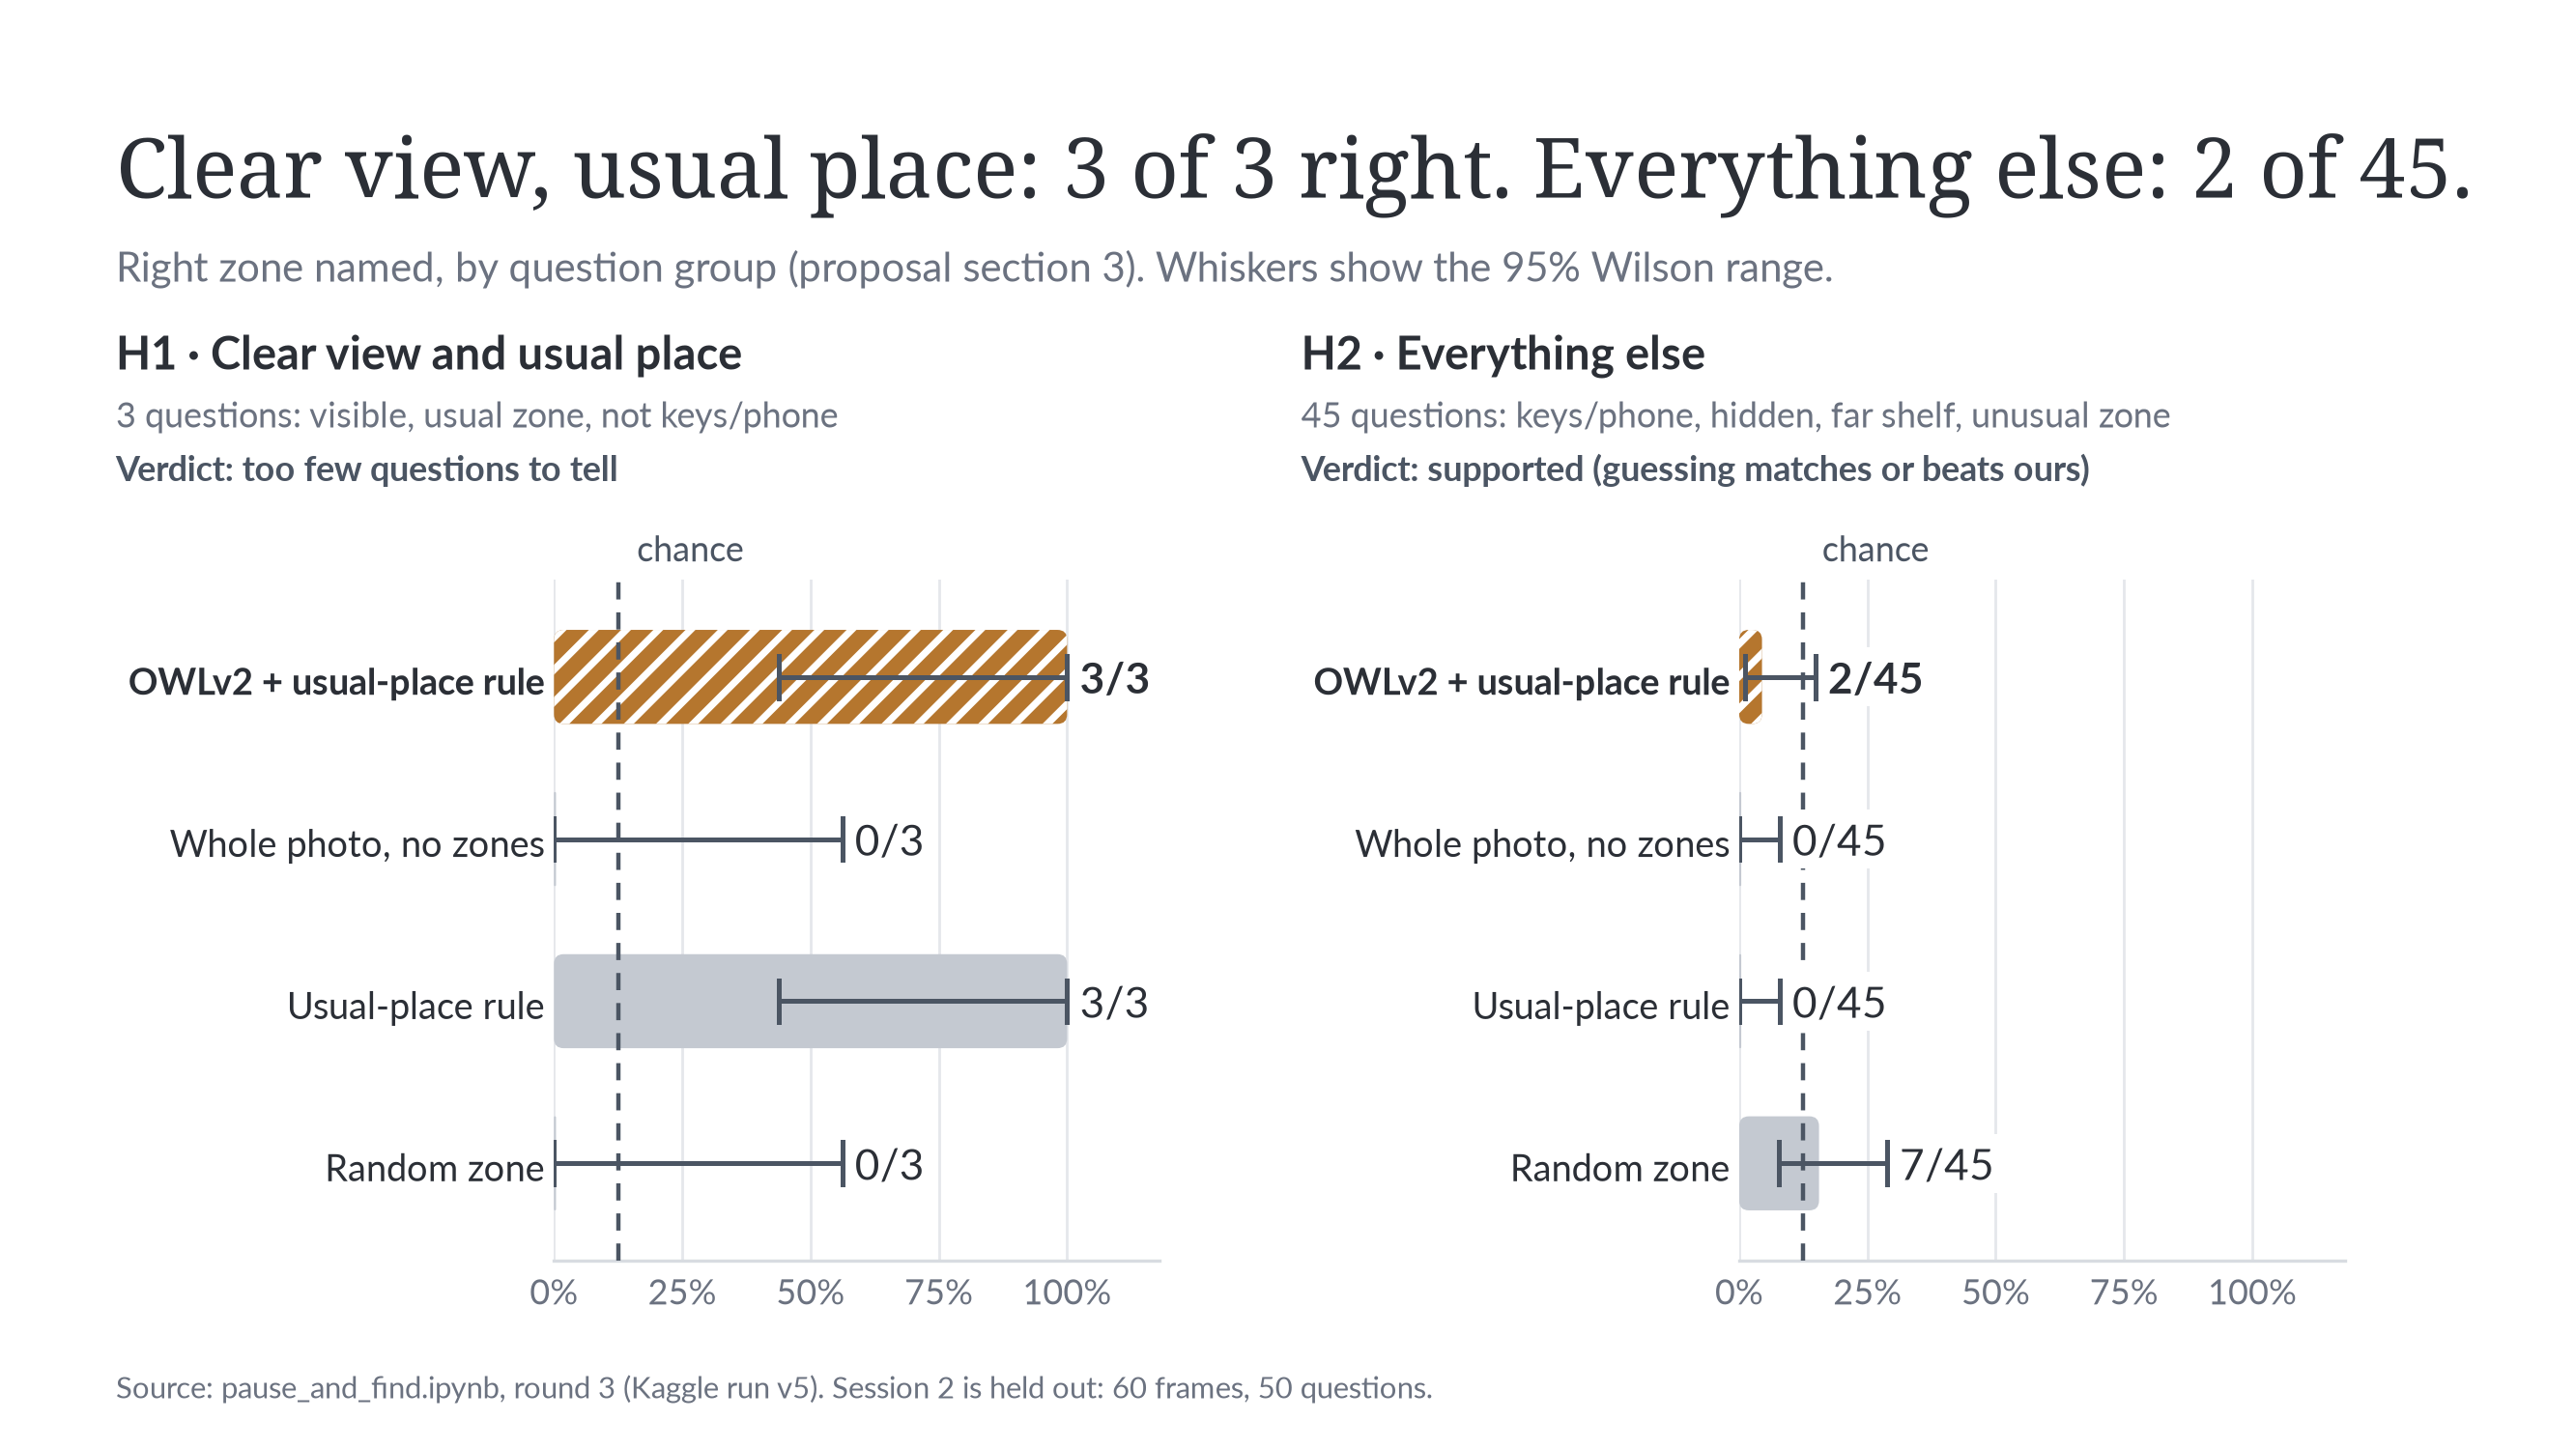 Clear view, usual place: 3 of 3 right. Everything else: 2 of 45.
Right zone named, by question group (proposal section 3). Whiskers show the 95% Wilson range.
H1 · Clear view and usual place
3 questions: visible, usual zone, not keys/phone
Verdict: too few questions to tell
chance
OWLv2 + usual-place rule
3/3
Whole photo, no zones
0/3
Usual-place rule
3/3
Random zone
0/3
0% 25% 50% 75% 100%
H2 · Everything else
45 questions: keys/phone, hidden, far shelf, unusual zone
Verdict: supported (guessing matches or beats ours)
chance
OWLv2 + usual-place rule
2/45
Whole photo, no zones
0/45
Usual-place rule
0/45
Random zone
7/45
0% 25% 50% 75% 100%
Source: pause_and_find.ipynb, round 3 (Kaggle run v5). Session 2 is held out: 60 frames, 50 questions.